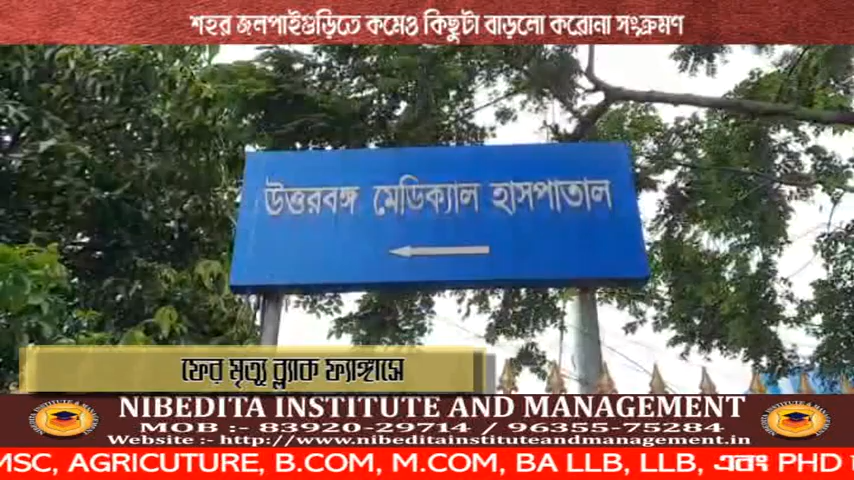 শহর জলপাইগুড়িতে কমেও কিছুটা বাড়লো করোনা সংক্রমণ
উত্তরবঙ্গ মেডিক্যাল হাসপাতাল
ফের মৃত্যু ব্ল্যাক ফ্যাঙ্গাসে
NIBEDITA INSTITUTE AND MANAGEMENT
MOB :- 83920-29714 / 96355-75284
Website :- http://www.nibeditainstituteandmanagement.in
MSC, AGRICUTURE, B.COM, M.COM, BA LLB, LLB, এবং PHD